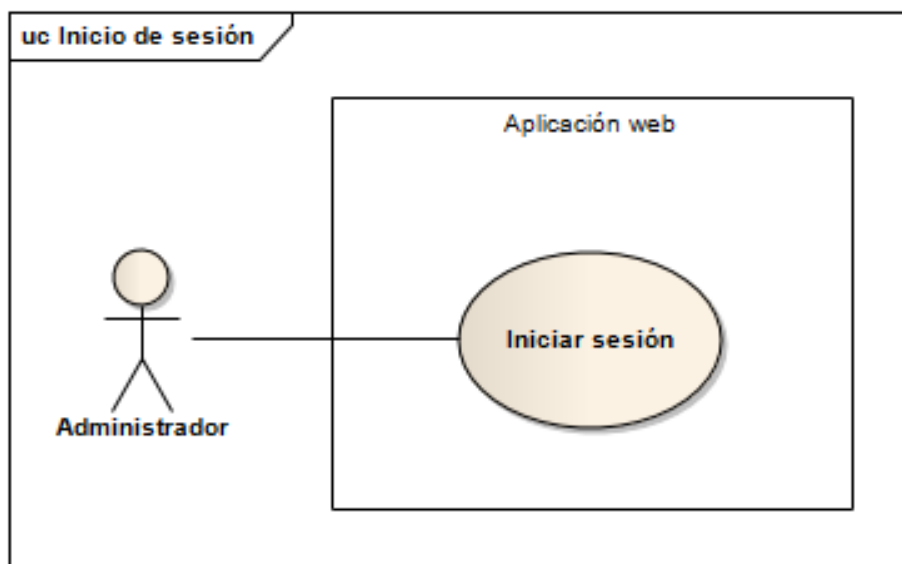 uc Inicio de sesión
Aplicación web
Iniciar sesión
Administrador